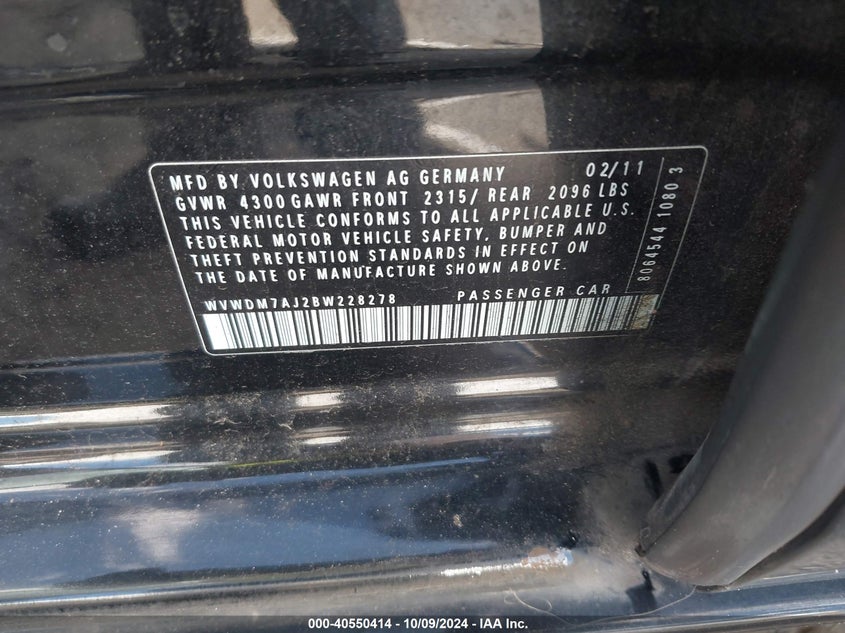 MFD BY VOLKSWAGEN AG GERMANY 02/11
GVWR 4300 GAWR FRONT 2315/ REAR 2096 LBS
THIS VEHICLE CONFORMS TO ALL APPLICABLE U.S.
FEDERAL MOTOR VEHICLE SAFETY, BUMPER AND
THEFT PREVENTION STANDARDS IN EFFECT ON
THE DATE OF MANUFACTURE SHOWN ABOVE.
WVWDM7AJ2BW228278 PASSENGER CAR
8064544 1080 3
000-40550414 - 10/09/2024 - IAA Inc.